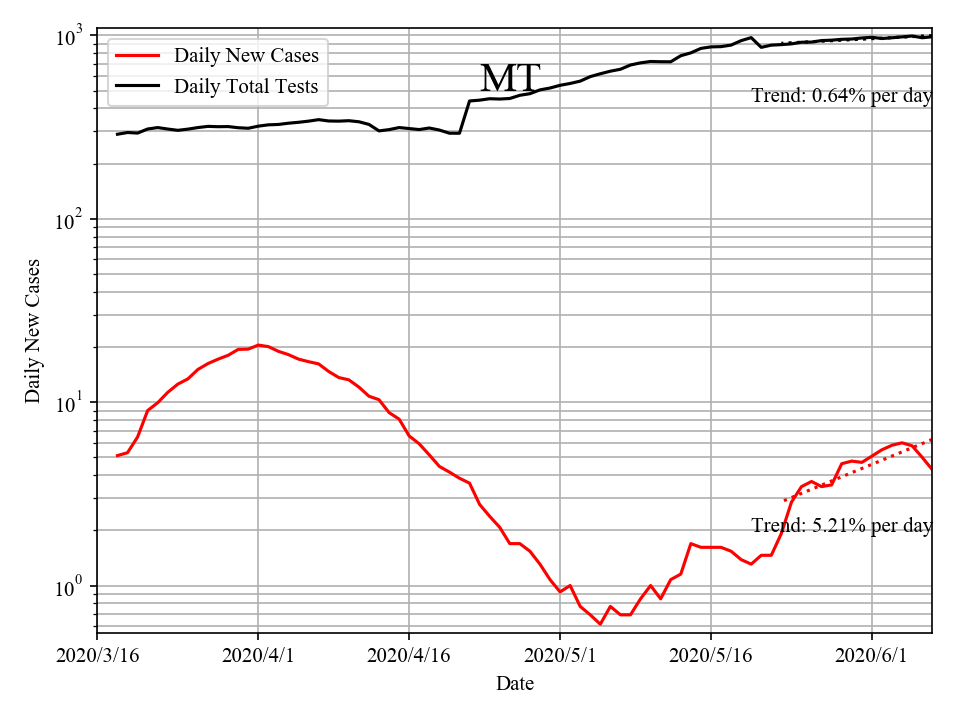 Daily New Cases
Daily Total Tests
MT
Trend: 0.64% per day
Trend: 5.21% per day
10³
10²
10¹
10⁰
Daily New Cases
2020/3/16 2020/4/1 2020/4/16 2020/5/1 2020/5/16 2020/6/1
Date